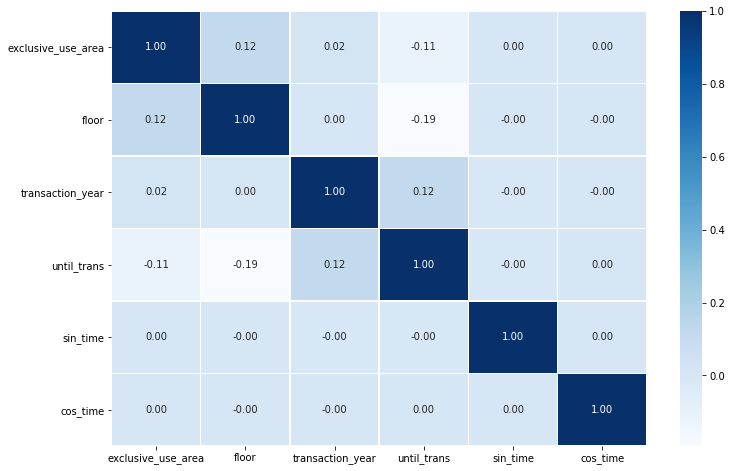 exclusive_use_area 1.00 0.12 0.02 -0.11 0.00 0.00
floor 0.12 1.00 0.00 -0.19 -0.00 -0.00
transaction_year 0.02 0.00 1.00 0.12 -0.00 -0.00
until_trans -0.11 -0.19 0.12 1.00 -0.00 0.00
sin_time 0.00 -0.00 -0.00 -0.00 1.00 0.00
cos_time 0.00 -0.00 -0.00 0.00 0.00 1.00
exclusive_use_area floor transaction_year until_trans sin_time cos_time
1.0
0.8
0.6
0.4
0.2
0.0